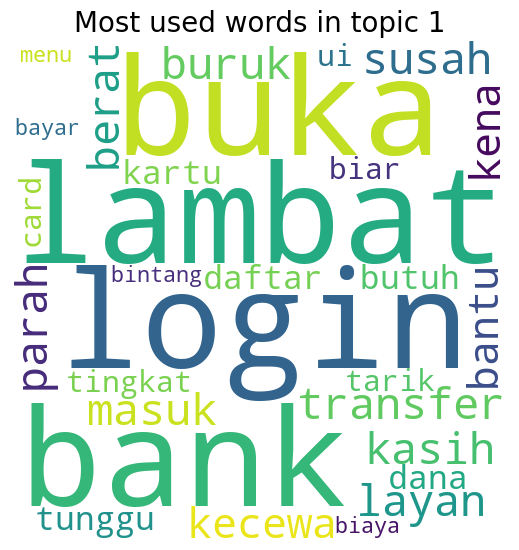 Most used words in topic 1
menu
berat
buruk
ui
susah
buka
bayar
kena
kartu
biar
lambat
card
bintang
daftar
butuh
parah
login
bantu
tingkat
tarik
masuk
transfer
bank
kasih
dana
layan
tunggu
kecewa
biaya